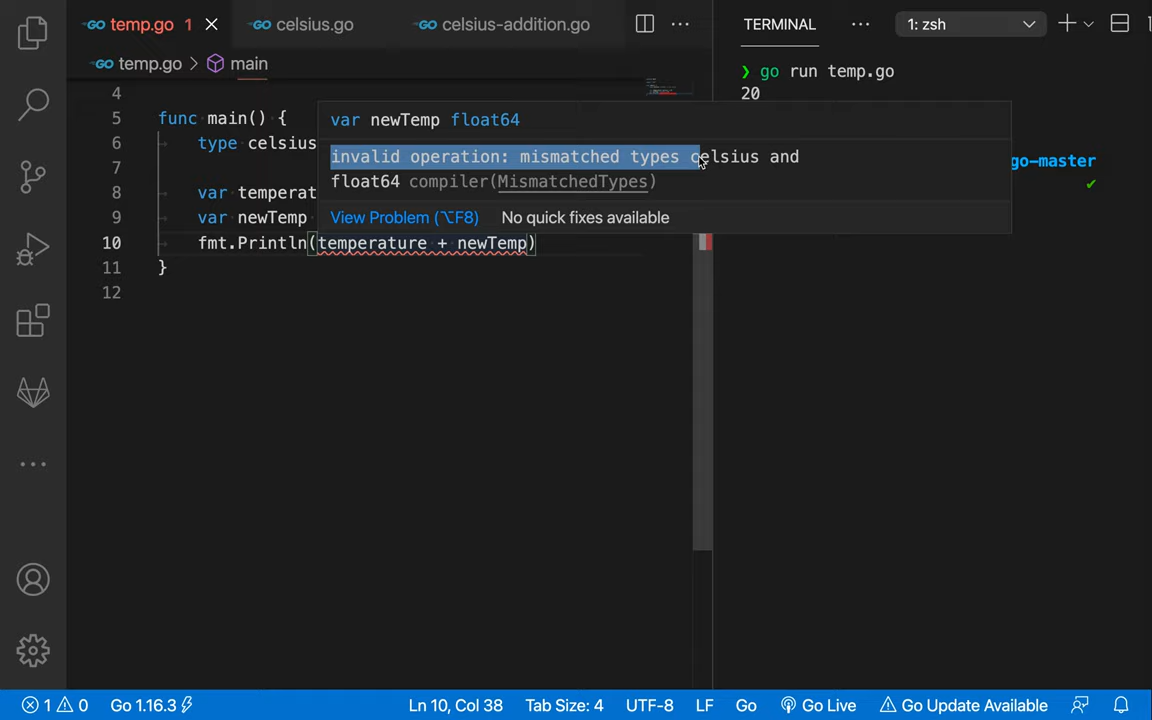 temp.go 1
celsius.go
celsius-addition.go
TERMINAL
1: zsh
temp.go > main
❯ go run temp.go
20
go-master
✔
4
5 func main() {
6 type celsius
7
8 var temperat
9 var newTemp
10 fmt.Println(temperature + newTemp)
11 }
12
var newTemp float64
invalid operation: mismatched types celsius and
float64 compiler(MismatchedTypes)
View Problem (⌥F8) No quick fixes available
1 0 Go 1.16.3 Ln 10, Col 38 Tab Size: 4 UTF-8 LF Go Go Live Go Update Available